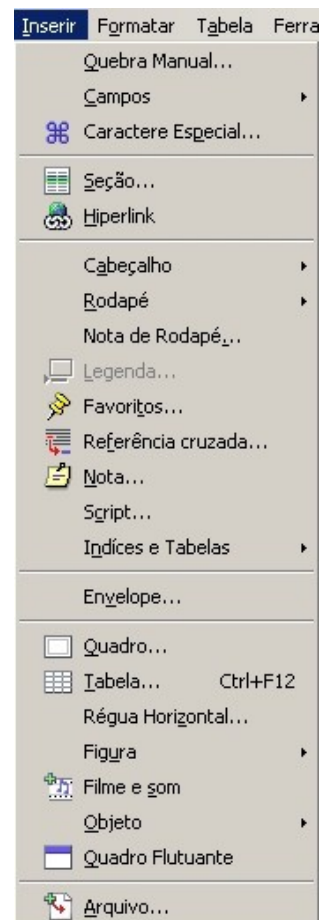 Inserir Formatar Tabela Ferra
Quebra Manual...
Campos
Caractere Especial...
Seção...
Hiperlink
Cabeçalho
Rodapé
Nota de Rodapé...
Legenda...
Favoritos...
Referência cruzada...
Nota...
Script...
Indíces e Tabelas
Envelope...
Quadro...
Tabela... Ctrl+F12
Régua Horizontal...
Figura
Filme e som
Objeto
Quadro Flutuante
Arquivo...